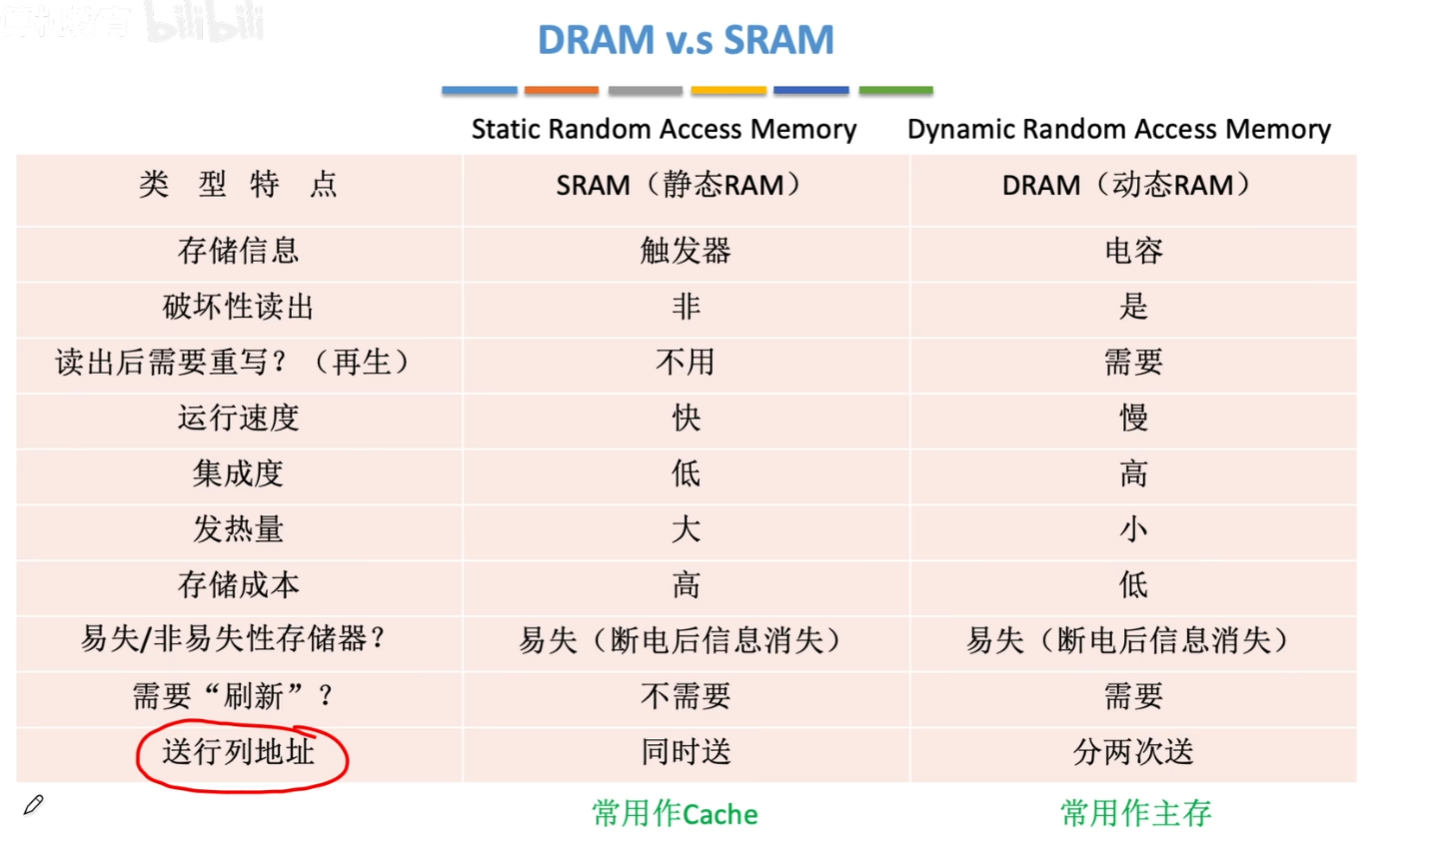 bilibili
DRAM v.s SRAM
Static Random Access Memory Dynamic Random Access Memory
类 型 特 点 SRAM（静态RAM） DRAM（动态RAM）
存储信息 触发器 电容
破坏性读出 非 是
读出后需要重写？（再生） 不用 需要
运行速度 快 慢
集成度 低 高
发热量 大 小
存储成本 高 低
易失/非易失性存储器？ 易失（断电后信息消失） 易失（断电后信息消失）
需要“刷新”？ 不需要 需要
送行列地址 同时送 分两次送
常用作Cache 常用作主存